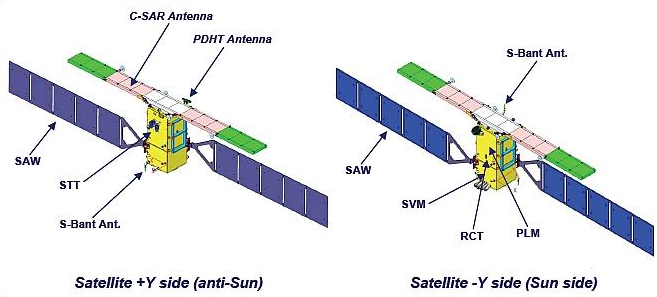 C-SAR Antenna
PDHT Antenna
SAW
STT
S-Bant Ant.
Satellite +Y side (anti-Sun)
S-Bant Ant.
SAW
SVM
RCT
PLM
Satellite -Y side (Sun side)